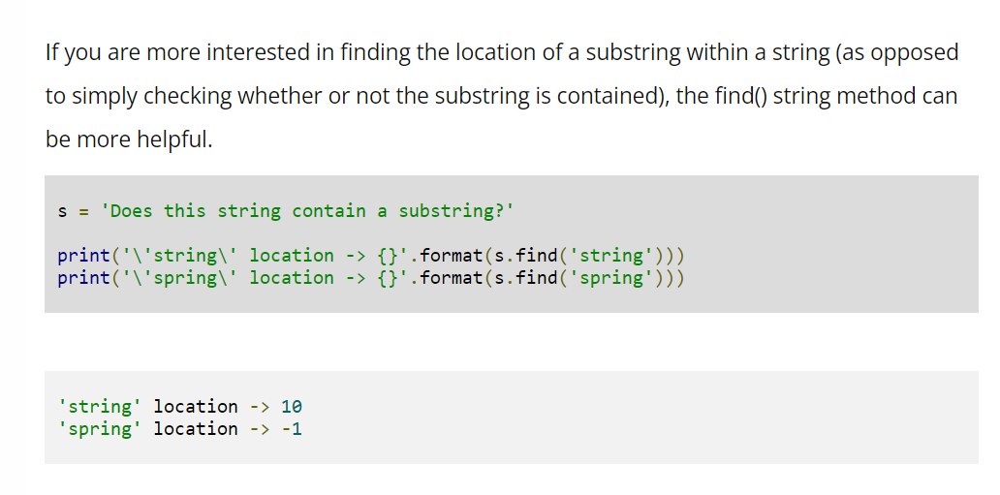 If you are more interested in finding the location of a substring within a string (as opposed
to simply checking whether or not the substring is contained), the find() string method can
be more helpful.
s = 'Does this string contain a substring?'
print('\'string\' location -> {}'.format(s.find('string')))
print('\'spring\' location -> {}'.format(s.find('spring')))
'string' location -> 10
'spring' location -> -1